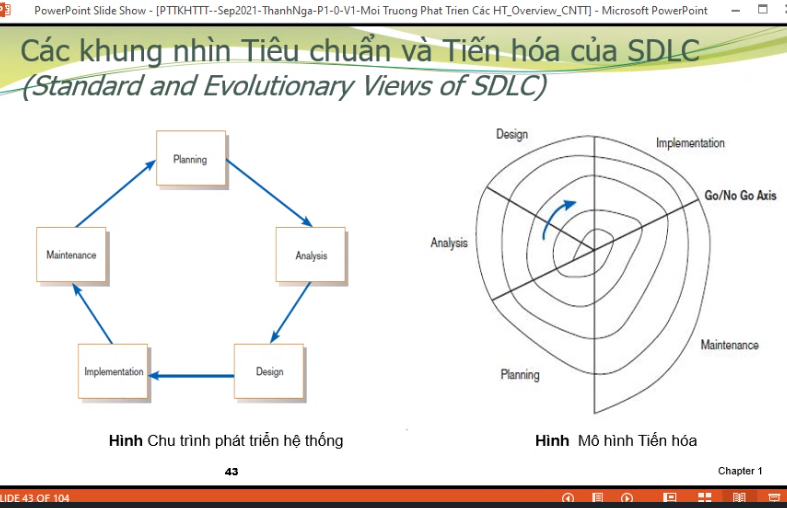 PowerPoint Slide Show - [PTTKHTTT--Sep2021-ThanhNga-P1-0-V1-Moi Truong Phat Trien Các HT_Overview_CNTT] - Microsoft PowerPoint
Các khung nhìn Tiêu chuẩn và Tiến hóa của SDLC
(Standard and Evolutionary Views of SDLC)
Planning
Analysis
Design
Implementation
Maintenance
Design
Implementation
Go/No Go Axis
Analysis
Maintenance
Planning
Hình Chu trình phát triển hệ thống
Hình Mô hình Tiến hóa
43
Chapter 1
LIDE 43 OF 104